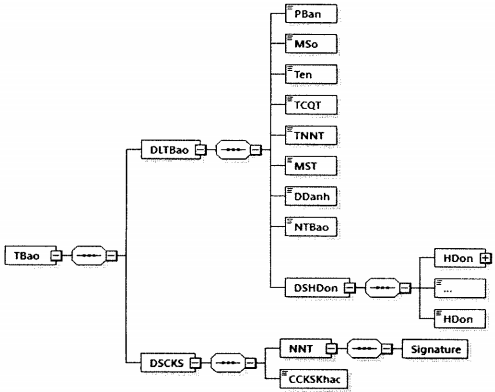 PBan
MSo
Ten
TCQT
DLTBao
TNNT
MST
DDanh
NTBao
TBao
HDon
DSHDon
...
HDon
NNT
Signature
DSCKS
CCKSKhac